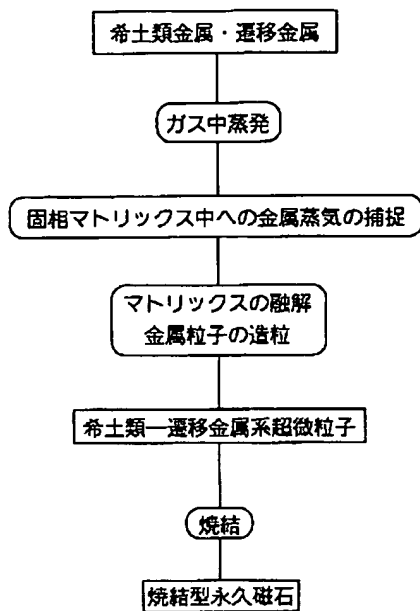 希土類金属・遷移金属
ガス中蒸発
固相マトリックス中への金属蒸気の捕捉
マトリックスの融解
金属粒子の造粒
希土類―遷移金属系超微粒子
焼結
焼結型永久磁石